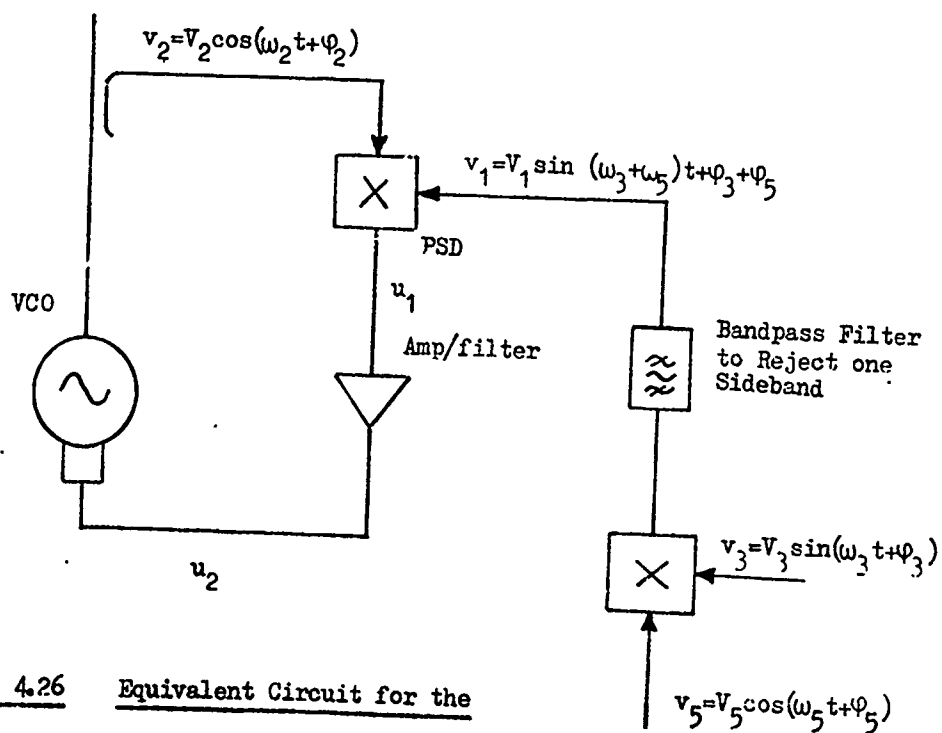 v₂=V₂cos(ω₂t+φ₂)
v₁=V₁sin (ω₃+ω₅)t+φ₃+φ₅
X
PSD
u₁
VCO
Amp/filter
Bandpass Filter
to Reject one
Sideband
u₂
v₃=V₃sin(ω₃t+φ₃)
X
v₅=V₅cos(ω₅t+φ₅)
4.26 Equivalent Circuit for the